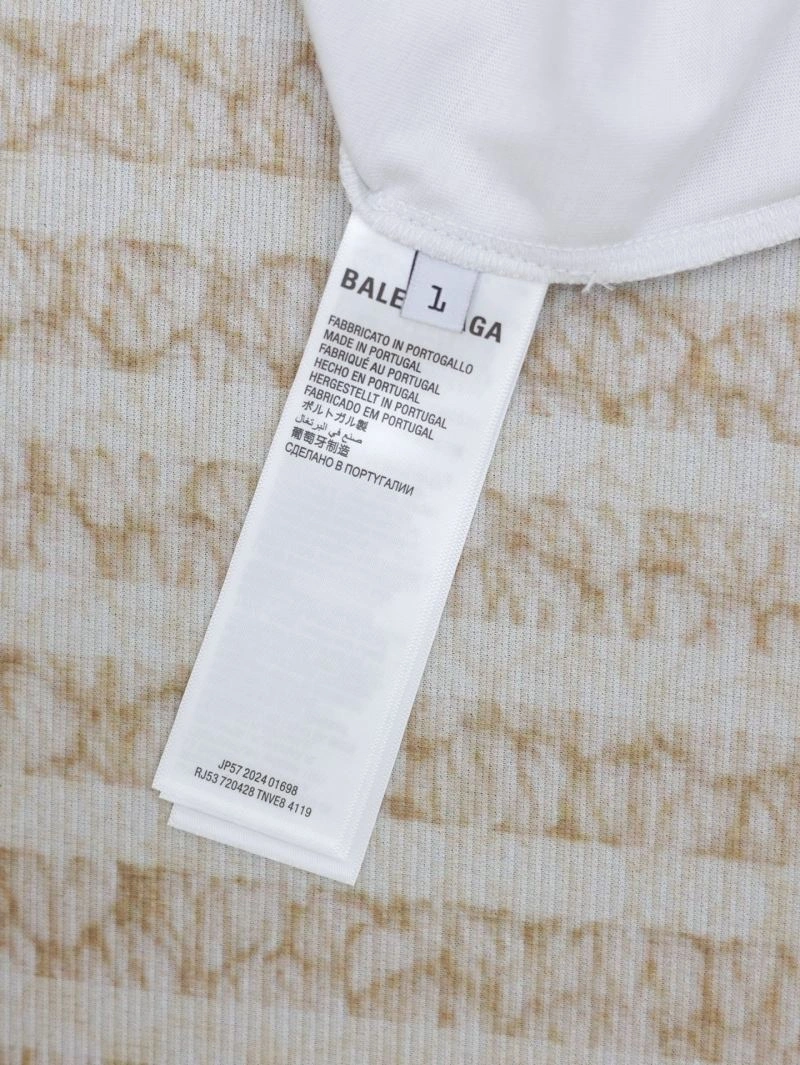 BALE GA
1
FABBRICATO IN PORTOGALLO
MADE IN PORTUGAL
FABRIQUÉ AU PORTUGAL
HECHO EN PORTUGAL
HERGESTELLT IN PORTUGAL
FABRICADO EM PORTUGAL
ポルトガル製
صنع في البرتغال
葡萄牙制造
СДЕЛАНО В ПОРТУГАЛИИ
JP57 2024 01698
RJ53 720428 TNVE8 4119